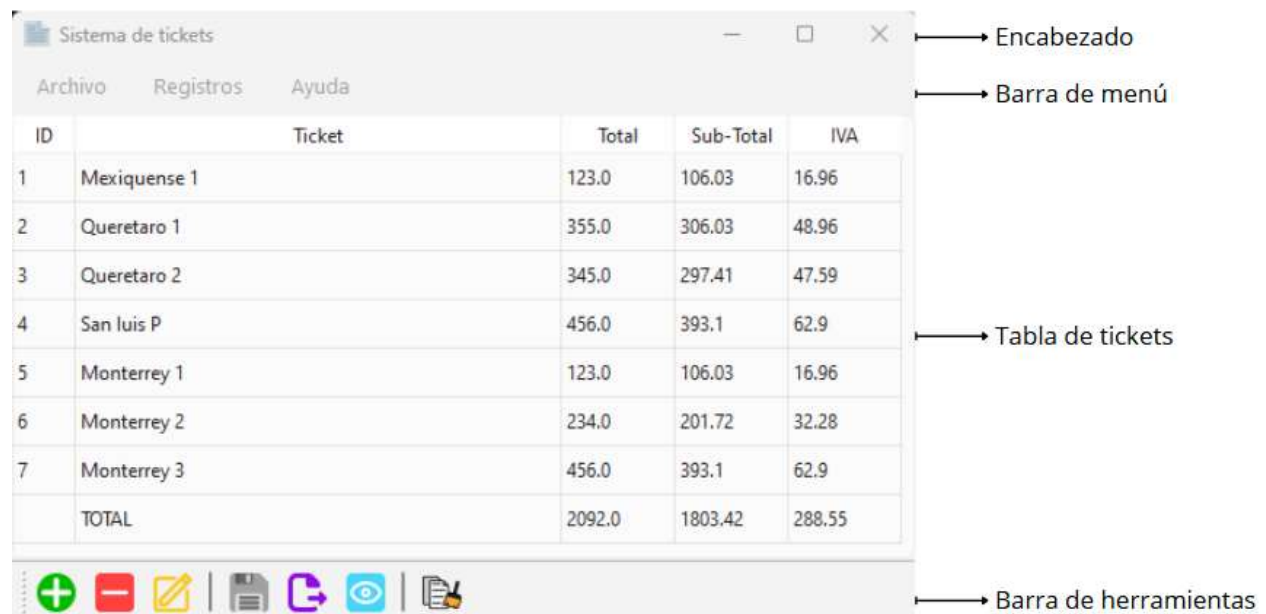 Sistema de tickets
Encabezado
Archivo Registros Ayuda
Barra de menú
ID Ticket Total Sub-Total IVA
1 Mexiquense 1 123.0 106.03 16.96
2 Queretaro 1 355.0 306.03 48.96
3 Queretaro 2 345.0 297.41 47.59
4 San luis P 456.0 393.1 62.9
Tabla de tickets
5 Monterrey 1 123.0 106.03 16.96
6 Monterrey 2 234.0 201.72 32.28
7 Monterrey 3 456.0 393.1 62.9
TOTAL 2092.0 1803.42 288.55
Barra de herramientas